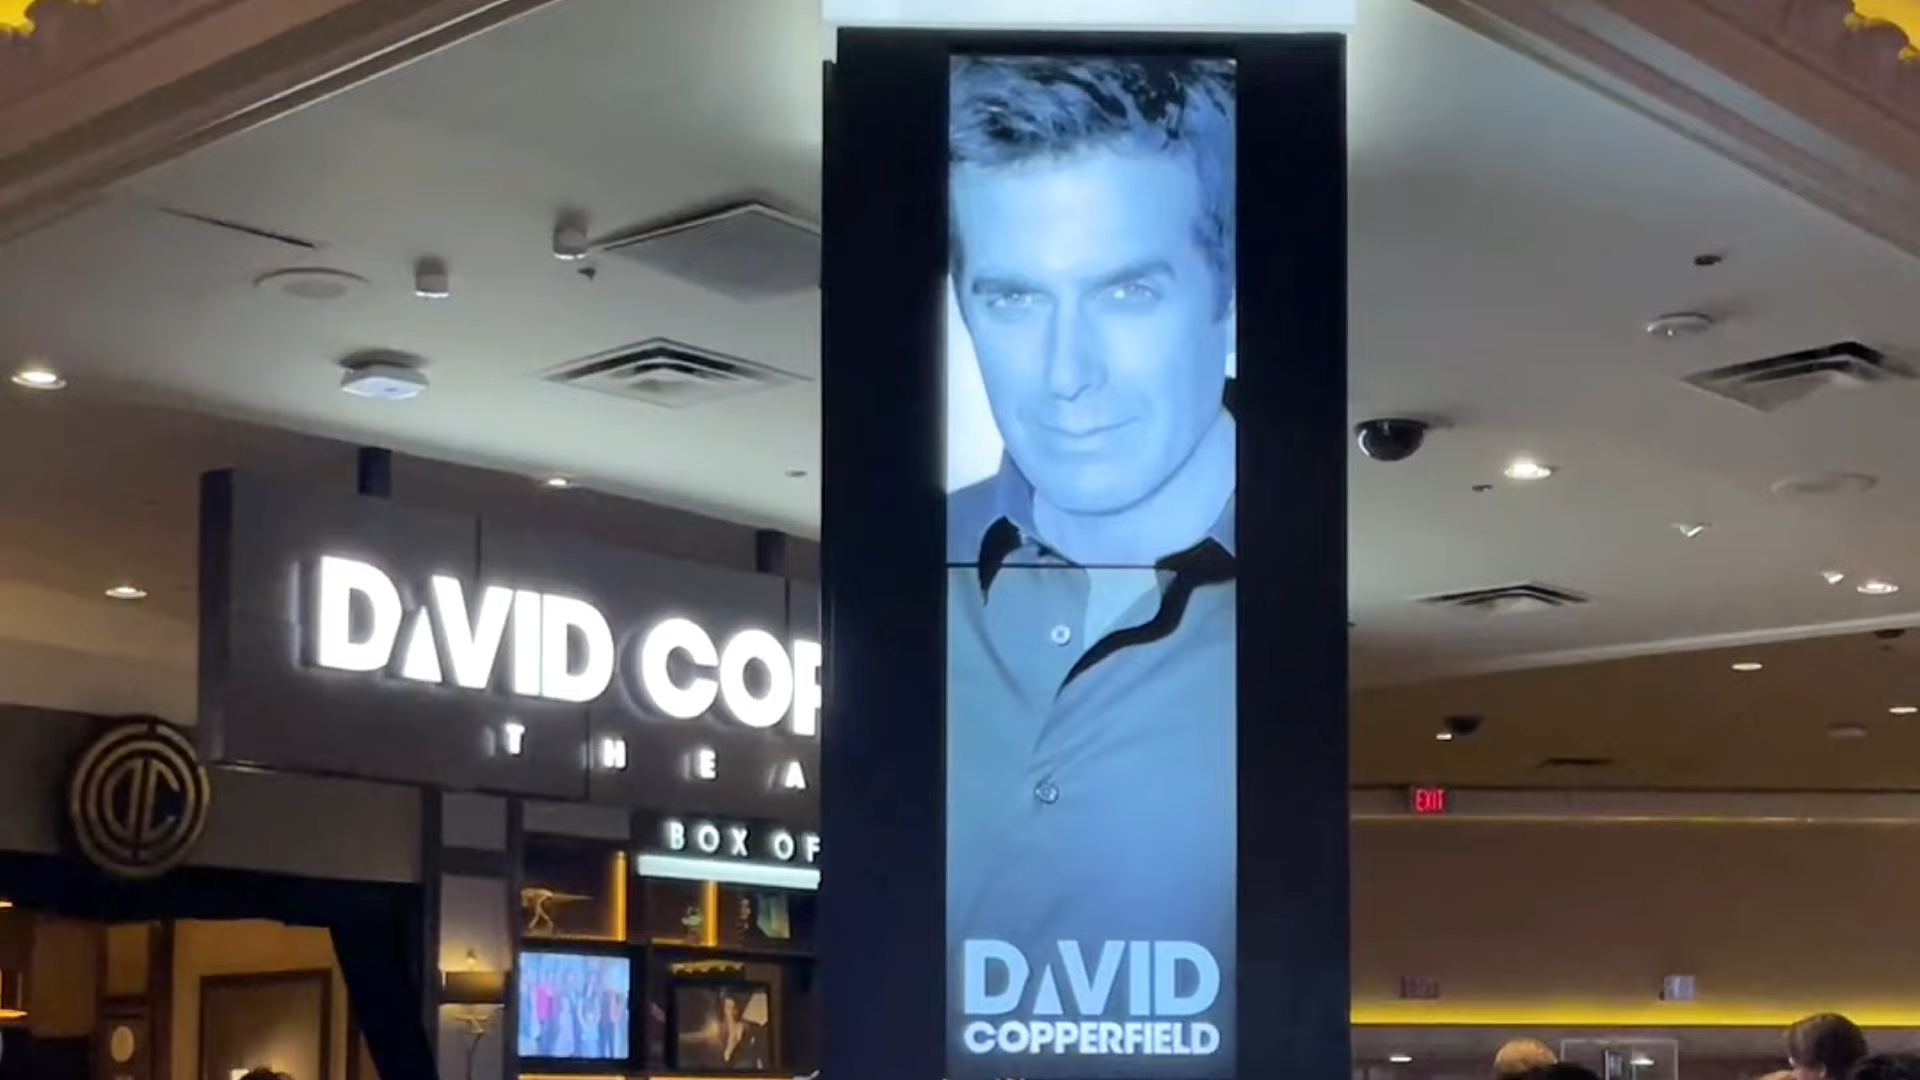 DAVID COP
THEA
BOX OF
DAVID
COPPERFIELD
EXIT